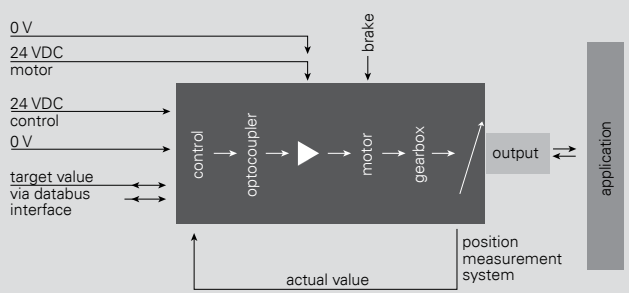 0 V
24 VDC
motor
brake
24 VDC
control
0 V
target value
via databus
interface
control
optocoupler
motor
gearbox
output
application
position
measurement
system
actual value